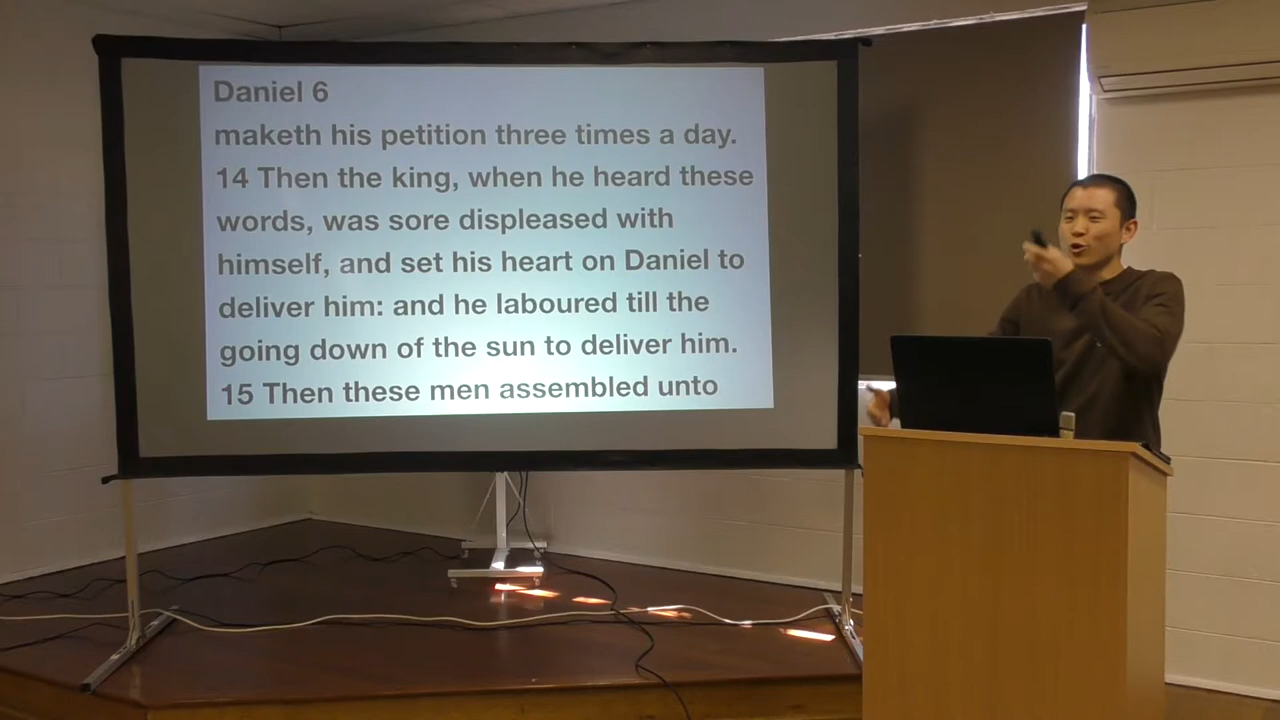 Daniel 6
maketh his petition three times a day.
14 Then the king, when he heard these
words, was sore displeased with
himself, and set his heart on Daniel to
deliver him: and he laboured till the
going down of the sun to deliver him.
15 Then these men assembled unto